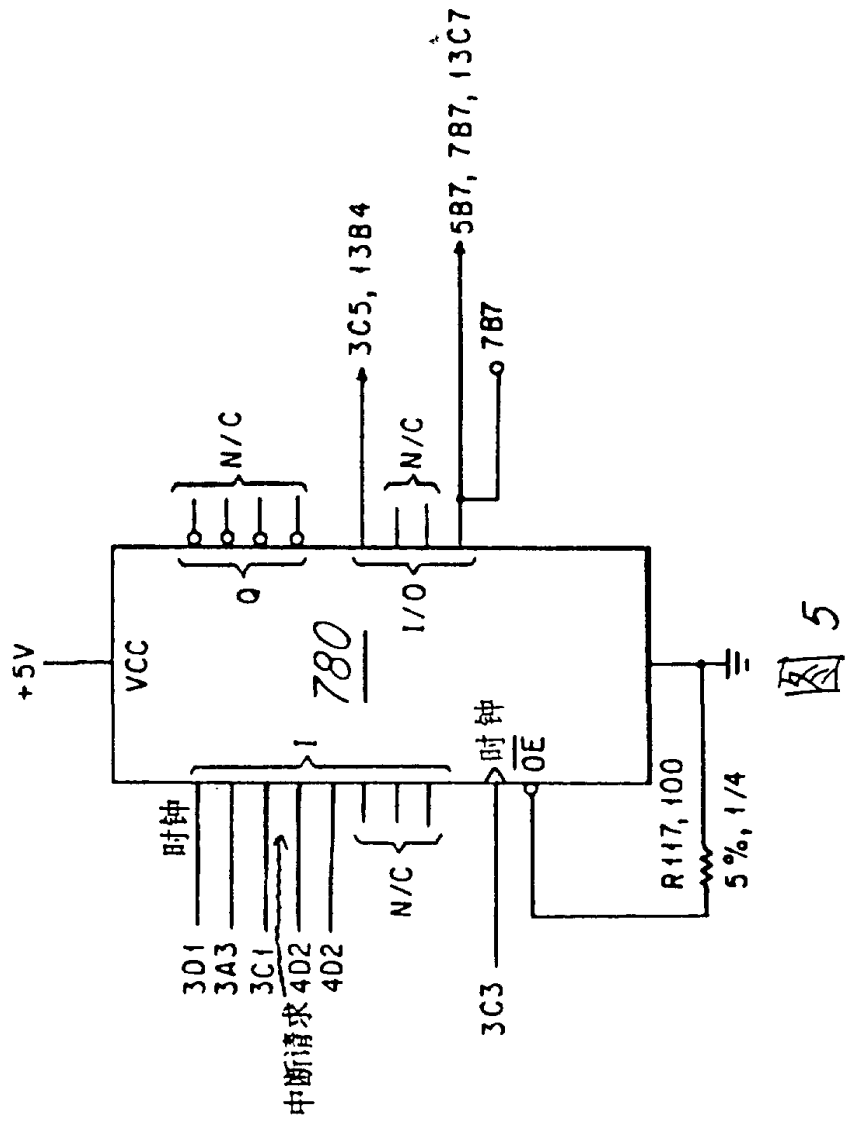 +5V
VCC
时钟
3D1
3A3
3C1
中断请求
4D2
4D2
N/C
I
3C3
时钟
OE
R117,100
5%,1/4
780
Q
N/C
I/O
N/C
3C5, 13B4
5B7, 7B7, 13C7
7B7
图 5